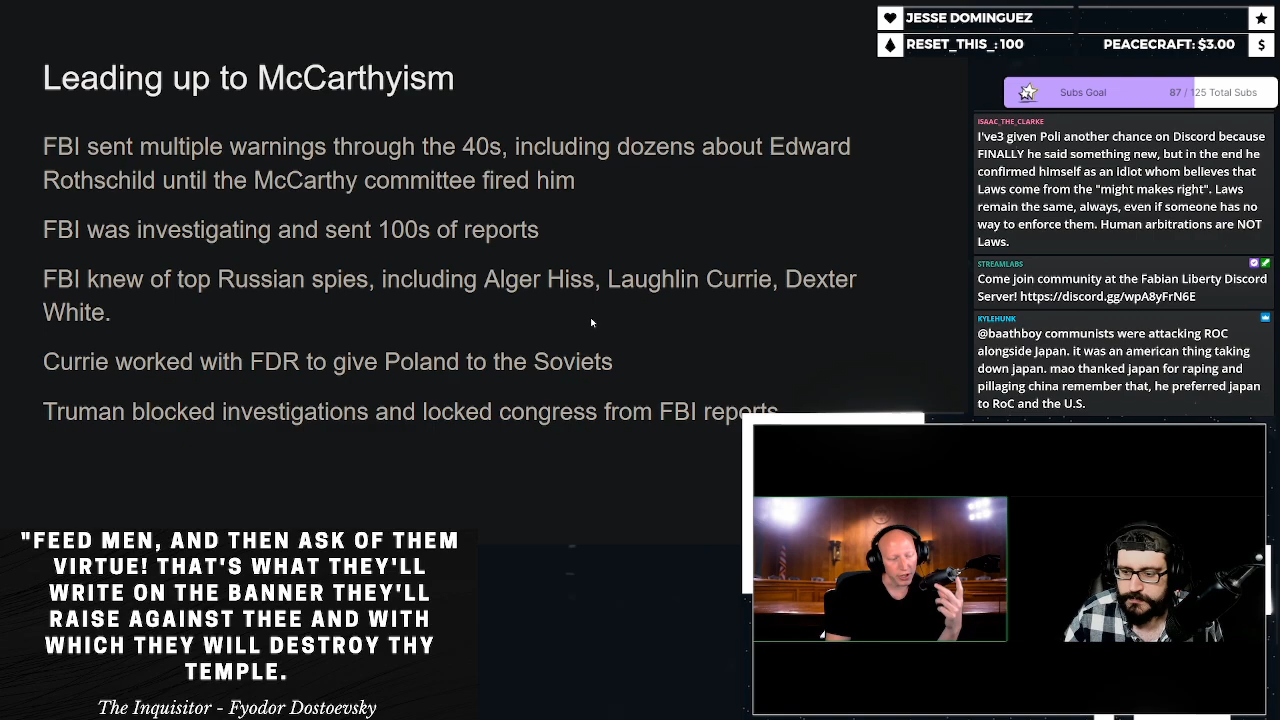 Leading up to McCarthyism
FBI sent multiple warnings through the 40s, including dozens about Edward
Rothschild until the McCarthy committee fired him
FBI was investigating and sent 100s of reports
FBI knew of top Russian spies, including Alger Hiss, Laughlin Currie, Dexter
White.
Currie worked with FDR to give Poland to the Soviets
Truman blocked investigations and locked congress from FBI reports
"FEED MEN, AND THEN ASK OF THEM
VIRTUE! THAT'S WHAT THEY'LL
WRITE ON THE BANNER THEY'LL
RAISE AGAINST THEE AND WITH
WHICH THEY WILL DESTROY THY
TEMPLE.
The Inquisitor - Fyodor Dostoevsky
JESSE DOMINGUEZ
RESET_THIS_: 100
PEACECRAFT: $3.00
$
Subs Goal
87 / 125 Total Subs
ISAAC_THE_CLARKE
I've3 given Poli another chance on Discord because
FINALLY he said something new, but in the end he
confirmed himself as an idiot whom believes that
Laws come from the "might makes right". Laws
remain the same, always, even if someone has no
way to enforce them. Human arbitrations are NOT
Laws.
STREAMLABS
Come join community at the Fabian Liberty Discord
Server! https://discord.gg/wpA8yFrN6E
KYLEHUNK
@baathboy communists were attacking ROC
alongside Japan. it was an american thing taking
down japan. mao thanked japan for raping and
pillaging china remember that, he preferred japan
to RoC and the U.S.